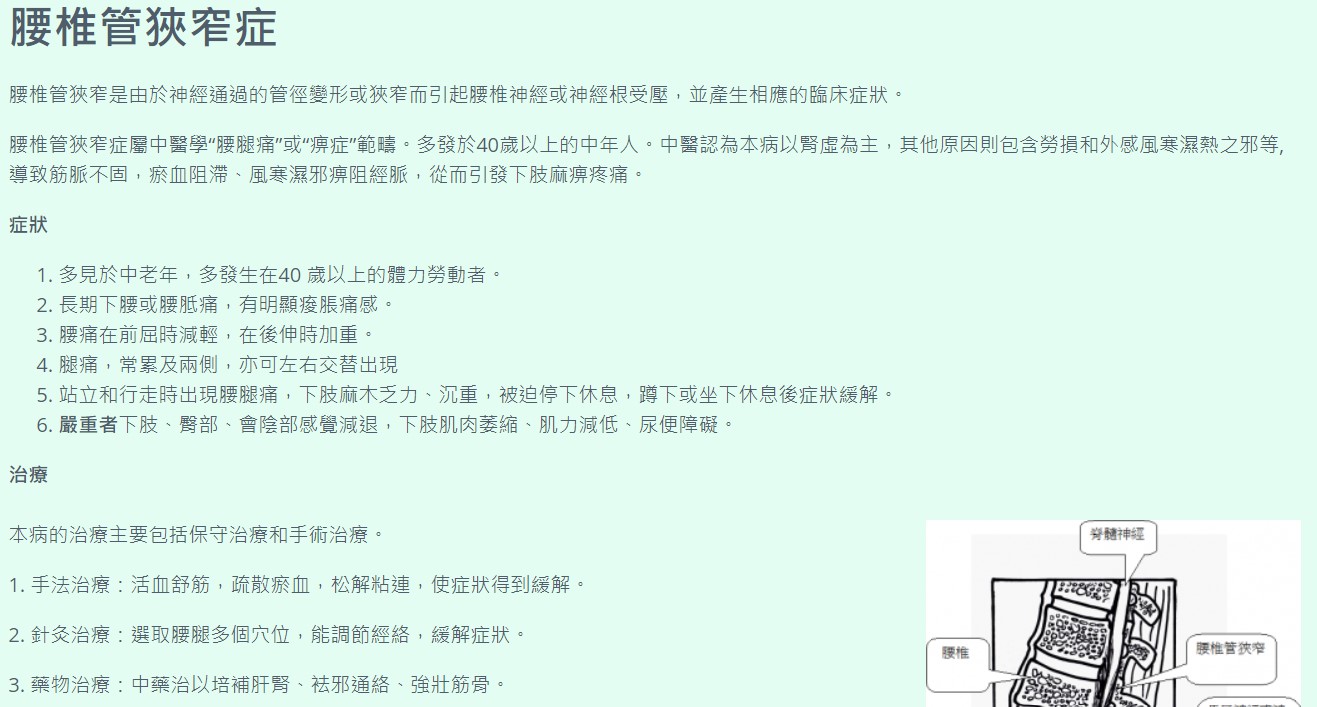 腰椎管狹窄症
腰椎管狹窄是由於神經通過的管徑變形或狹窄而引起腰椎神經或神經根受壓，並產生相應的臨床症狀。
腰椎管狹窄症屬中醫學“腰腿痛”或“痹症”範疇。多發於40歲以上的中年人。中醫認為本病以腎虛為主，其他原因則包含勞損和外感風寒濕熱之邪等,
導致筋脈不固，瘀血阻滯、風寒濕邪痹阻經脈，從而引發下肢麻痹疼痛。
症狀
1. 多見於中老年，多發生在40 歲以上的體力勞動者。
2. 長期下腰或腰骶痛，有明顯痠脹痛感。
3. 腰痛在前屈時減輕，在後伸時加重。
4. 腿痛，常累及兩側，亦可左右交替出現
5. 站立和行走時出現腰腿痛，下肢麻木乏力、沉重，被迫停下休息，蹲下或坐下休息後症狀緩解。
6. 嚴重者下肢、臀部、會陰部感覺減退，下肢肌肉萎縮、肌力減低、尿便障礙。
治療
本病的治療主要包括保守治療和手術治療。
1. 手法治療：活血舒筋，疏散瘀血，松解粘連，使症狀得到緩解。
2. 針灸治療：選取腰腿多個穴位，能調節經絡，緩解症狀。
3. 藥物治療：中藥治以培補肝腎、祛邪通絡、強壯筋骨。
脊髓神經
腰椎
腰椎管狹窄